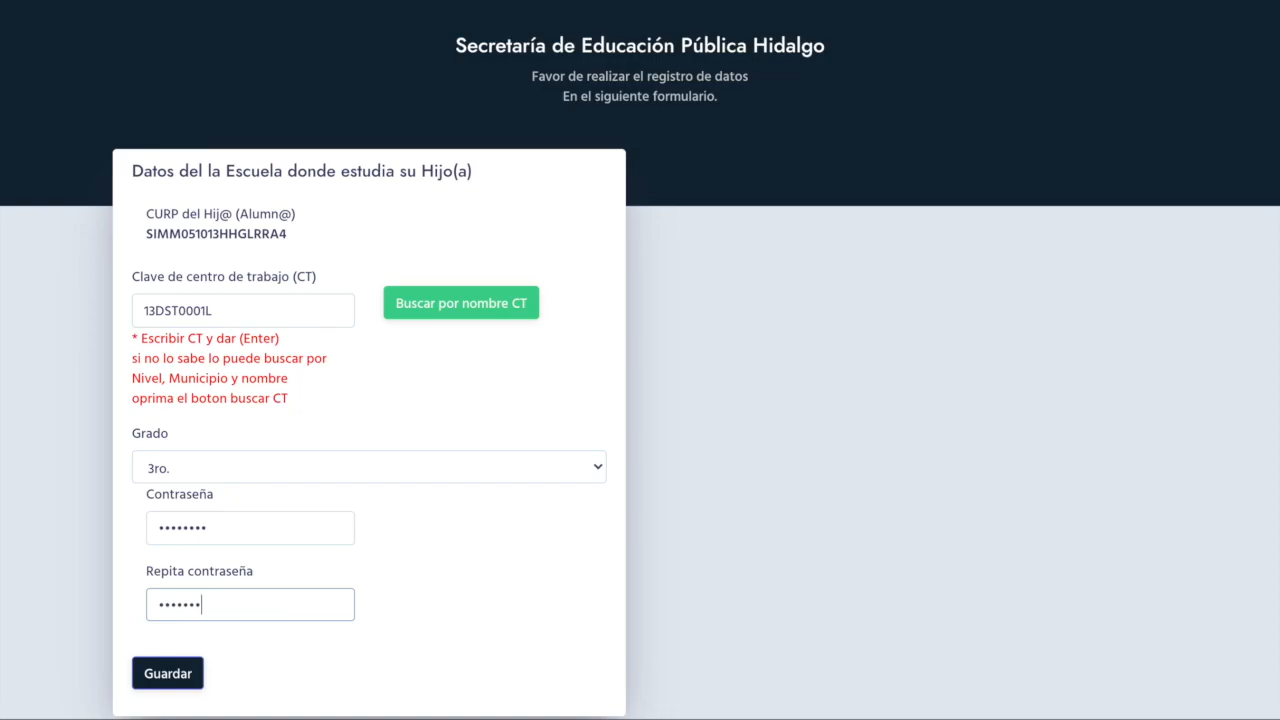 Secretaría de Educación Pública Hidalgo
Favor de realizar el registro de datos
En el siguiente formulario.
Datos del la Escuela donde estudia su Hijo(a)
CURP del Hij@ (Alumn@)
SIMM051013HHGLRRA4
Clave de centro de trabajo (CT)
13DST0001L
Buscar por nombre CT
* Escribir CT y dar (Enter)
si no lo sabe lo puede buscar por
Nivel, Municipio y nombre
oprima el boton buscar CT
Grado
3ro.
Contraseña
••••••••
Repita contraseña
•••••••
Guardar